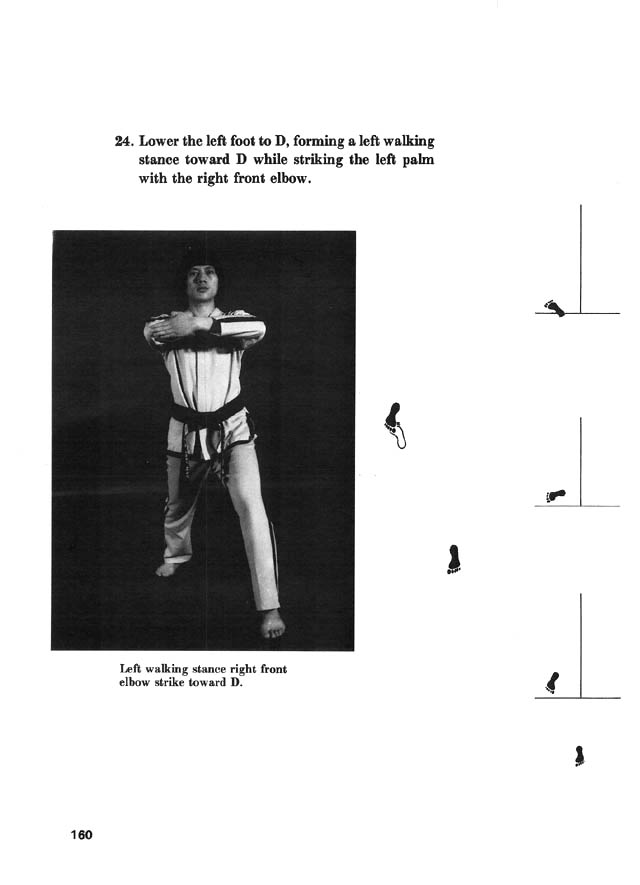 24. Lower the left foot to D, forming a left walking
stance toward D while striking the left palm
with the right front elbow.
Left walking stance right front
elbow strike toward D.
160